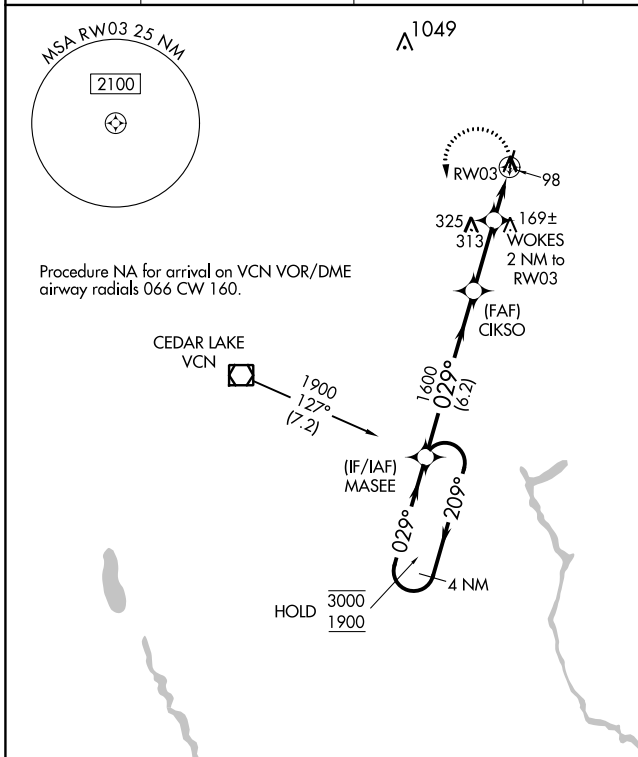 MSA RW03 25 NM
2100
1049
RW03
98
325
313
169±
WOKES
2 NM to
RW03
Procedure NA for arrival on VCN VOR/DME
airway radials 066 CW 160.
(FAF)
CIKSO
CEDAR LAKE
VCN
1900
127°
(7.2)
1600
029°
(6.2)
(IF/IAF)
MASEE
029°
209°
4 NM
HOLD
3000
1900